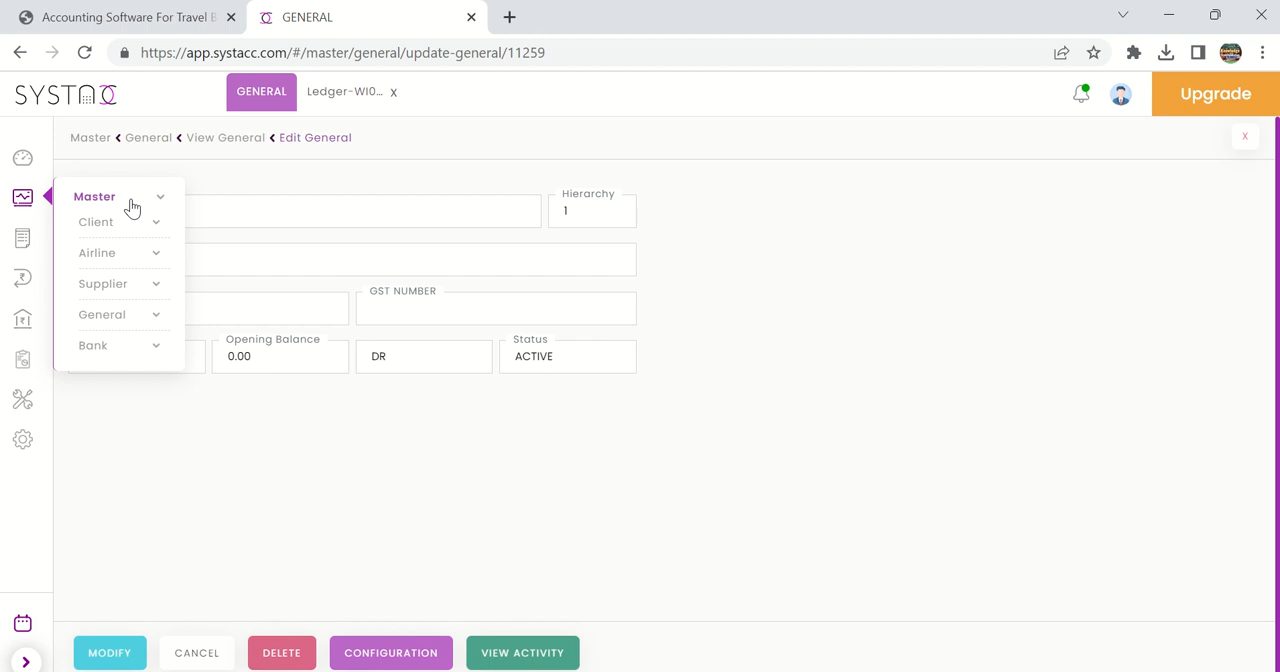 Accounting Software For Travel B
GENERAL
https://app.systacc.com/#/master/general/update-general/11259
SYSTACC
GENERAL
Ledger-WI0... x
Upgrade
Master
General
View General
Edit General
x
Master
Client
Airline
Supplier
General
Bank
Hierarchy
1
GST NUMBER
Opening Balance
0.00
DR
Status
ACTIVE
MODIFY
CANCEL
DELETE
CONFIGURATION
VIEW ACTIVITY